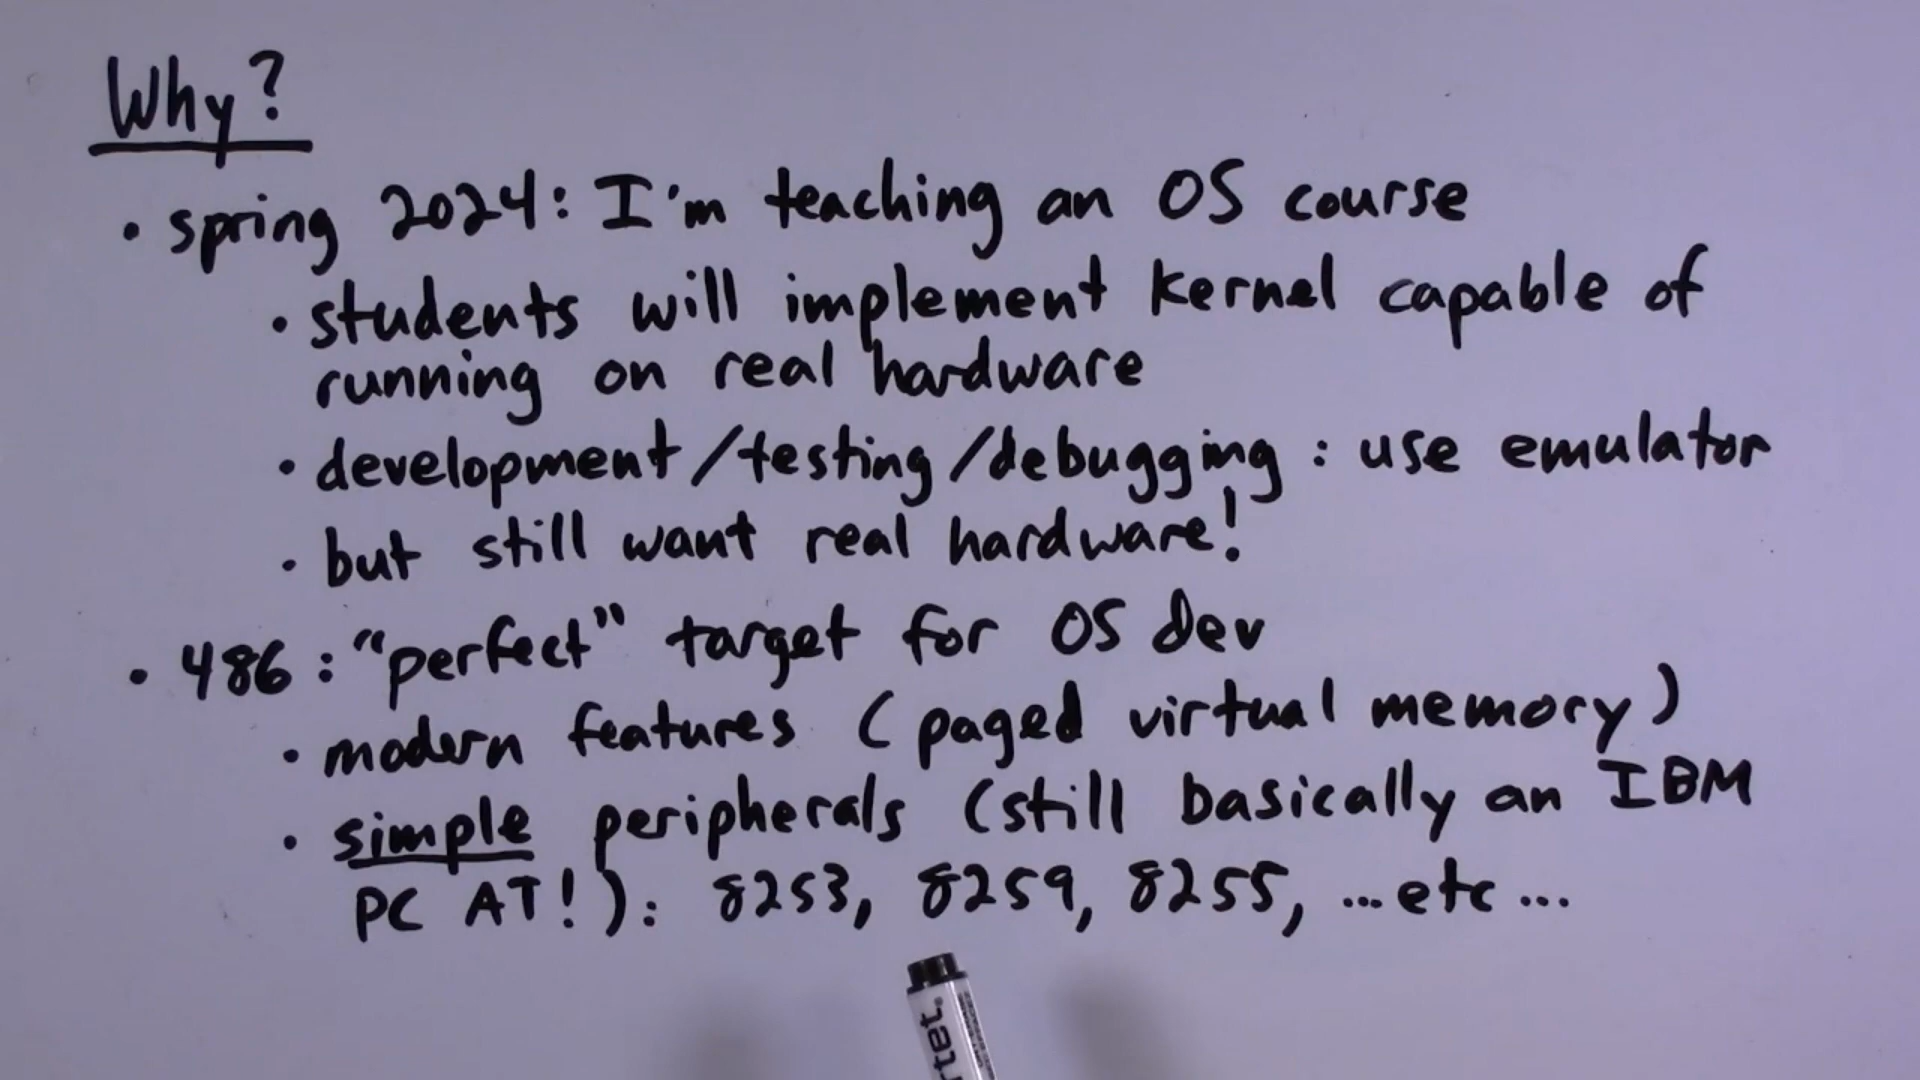 Why?
• spring 2024: I'm teaching an OS course
• students will implement kernel capable of
running on real hardware
• development/testing/debugging: use emulator
• but still want real hardware!
• 486: "perfect" target for OS dev
• modern features (paged virtual memory)
• simple peripherals (still basically an IBM
PC AT!): 8253, 8259, 8255, ...etc...